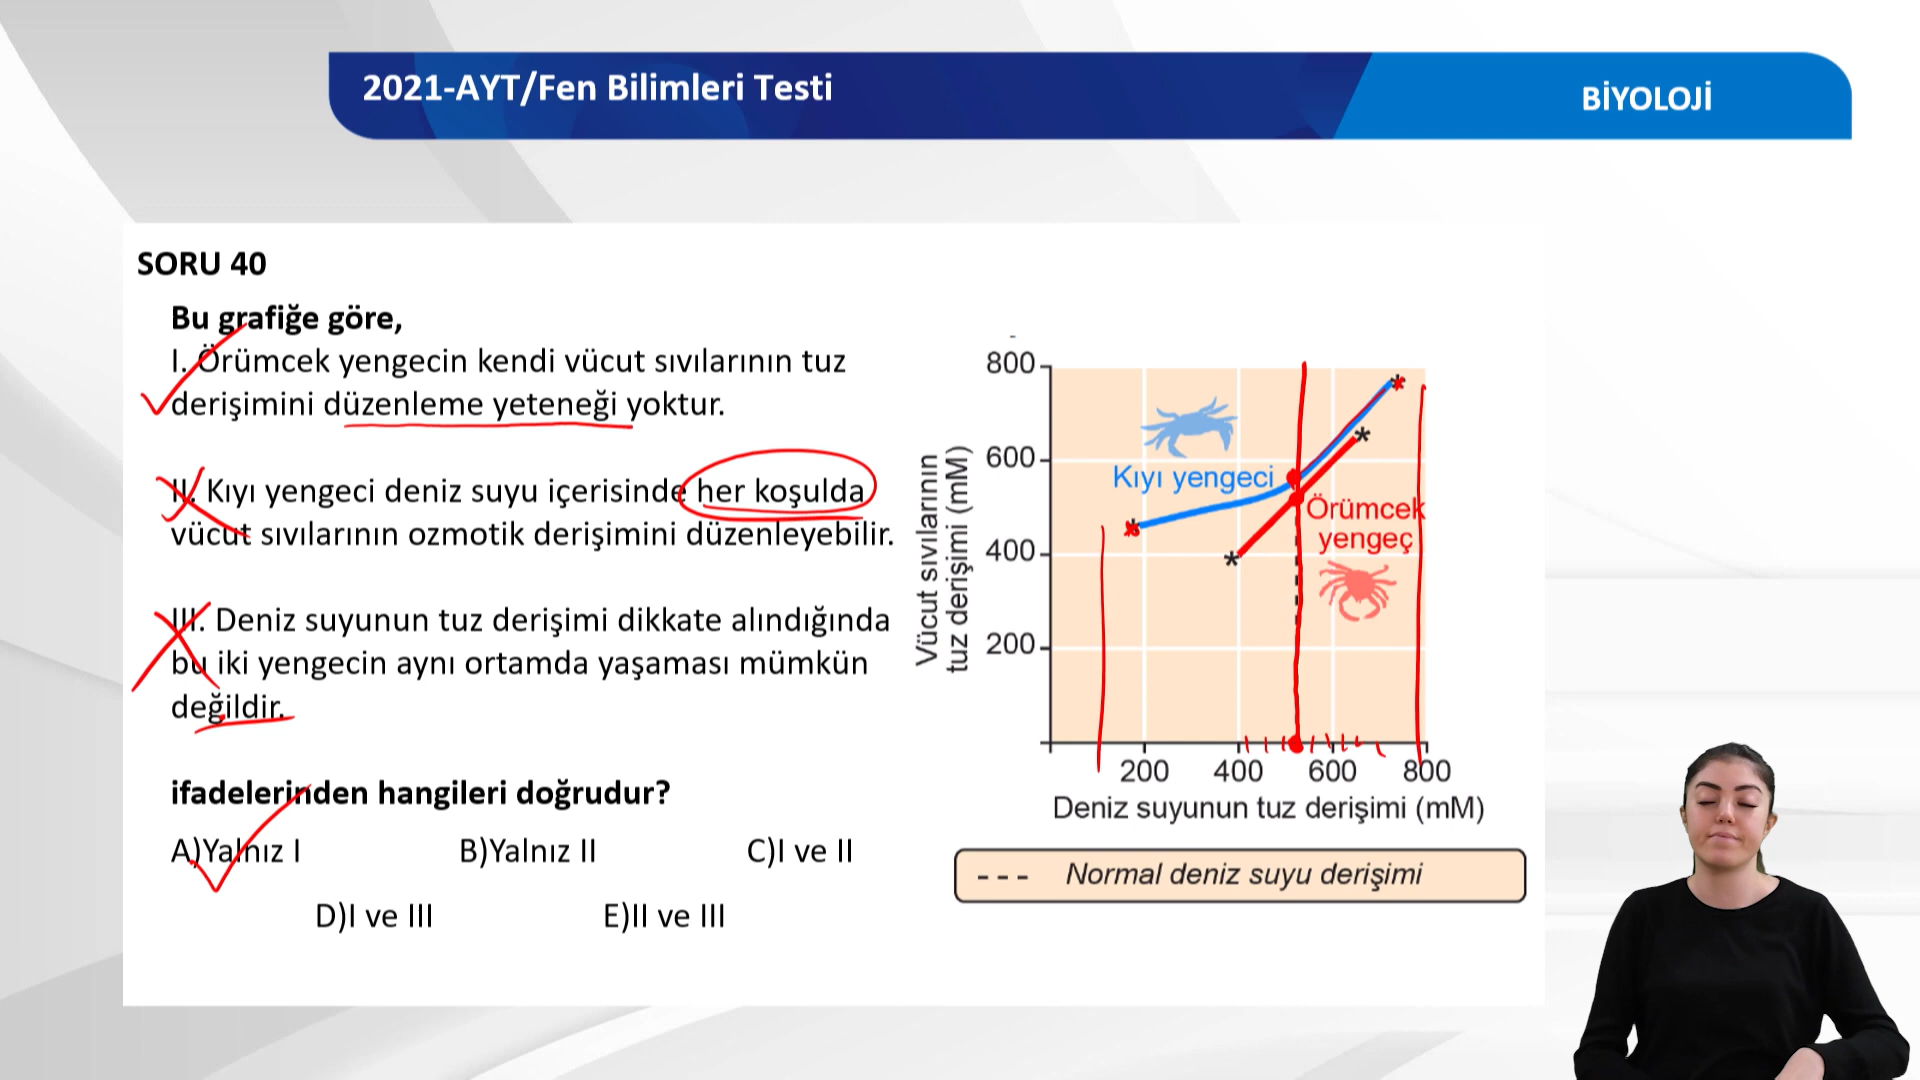 2021-AYT/Fen Bilimleri Testi
BİYOLOJİ
SORU 40
Bu grafiğe göre,
I. Örümcek yengecin kendi vücut sıvılarının tuz
derişimini düzenleme yeteneği yoktur.
II. Kıyı yengeci deniz suyu içerisinde her koşulda
vücut sıvılarının ozmotik derişimini düzenleyebilir.
III. Deniz suyunun tuz derişimi dikkate alındığında
bu iki yengecin aynı ortamda yaşaması mümkün
değildir.
ifadelerinden hangileri doğrudur?
A)Yalnız I
B)Yalnız II
C)I ve II
D)I ve III
E)II ve III
Vücut sıvılarının
tuz derişimi (mM)
800
600
400
200
Kıyı yengeci
Örümcek
yengeç
200 400 600 800
Deniz suyunun tuz derişimi (mM)
--- Normal deniz suyu derişimi